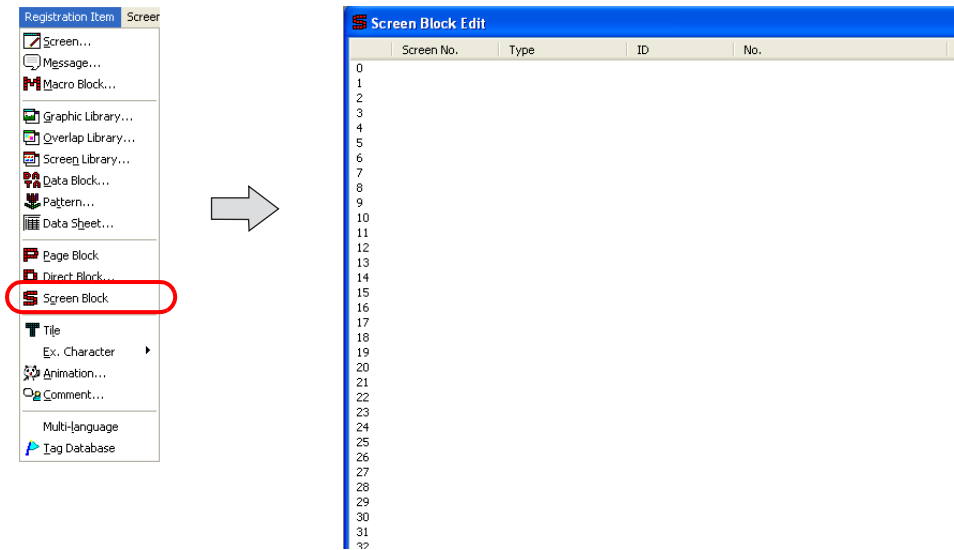 Registration Item Screen
Screen...
Message...
Macro Block...
Graphic Library...
Overlap Library...
Screen Library...
Data Block...
Pattern...
Data Sheet...
Page Block
Direct Block...
Screen Block
Tile
Ex. Character
Animation...
Comment...
Multi-language
Tag Database
Screen Block Edit
Screen No. Type ID No.
0
1
2
3
4
5
6
7
8
9
10
11
12
13
14
15
16
17
18
19
20
21
22
23
24
25
26
27
28
29
30
31
32